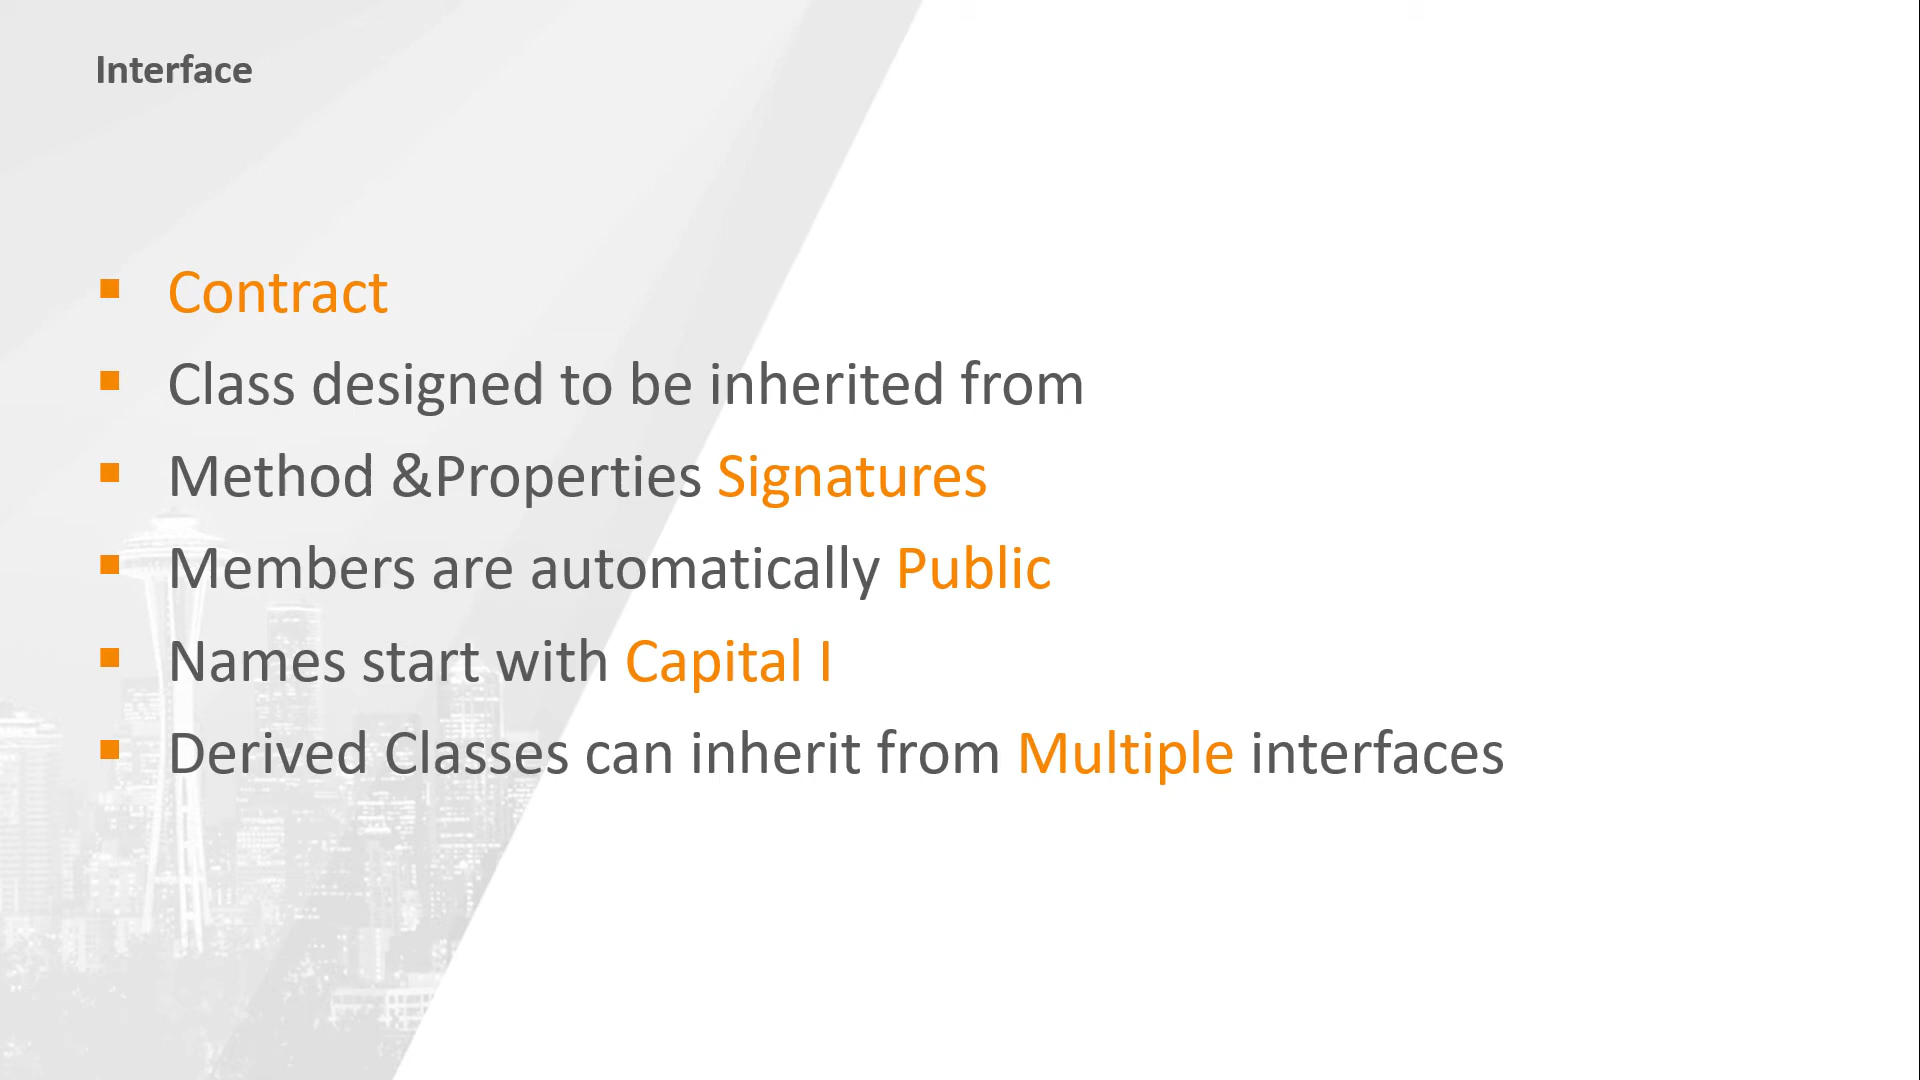 Interface
Contract
Class designed to be inherited from
Method &Properties Signatures
Members are automatically Public
Names start with Capital I
Derived Classes can inherit from Multiple interfaces